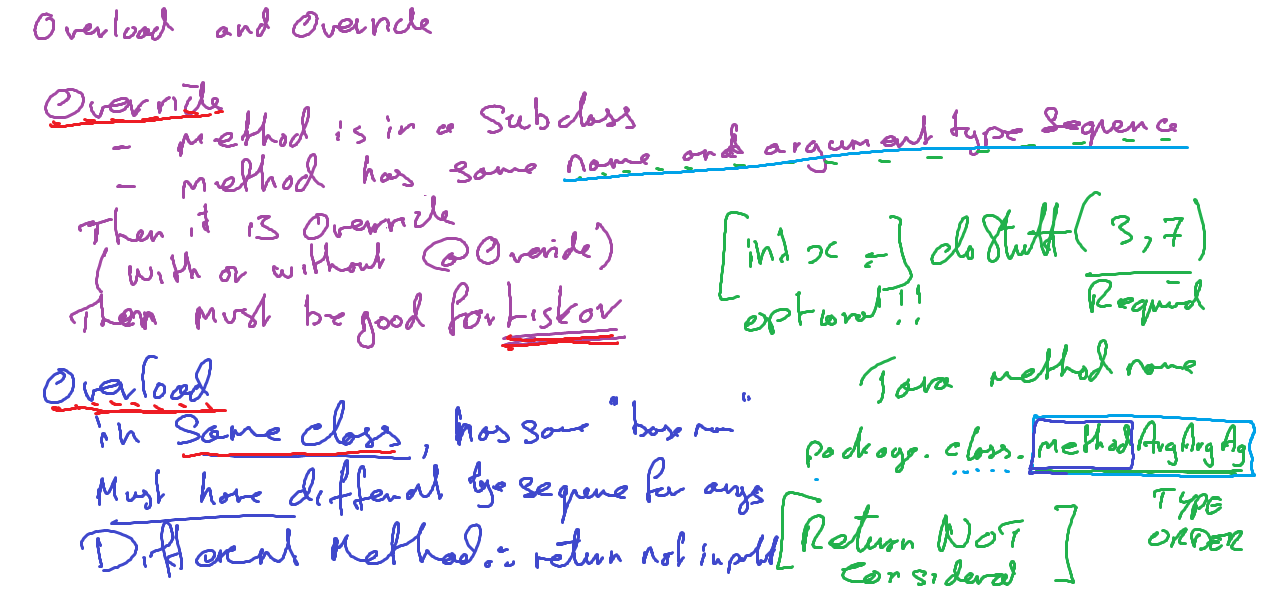 Overload and Override
Override
- Method is in a Subclass
- Method has same name and argument type sequence
Then it is Override
(with or without @Override)
Then must be good for Liskov
[int x =] doStuff(3,7)
optional!! Required
Java method name
package.class.method ArgArgAg
TYPE
ORDER
[Return NOT
Considered]
Overload
in Same class, has same "base
Must have different type sequence for args
Different Method ∴ return not